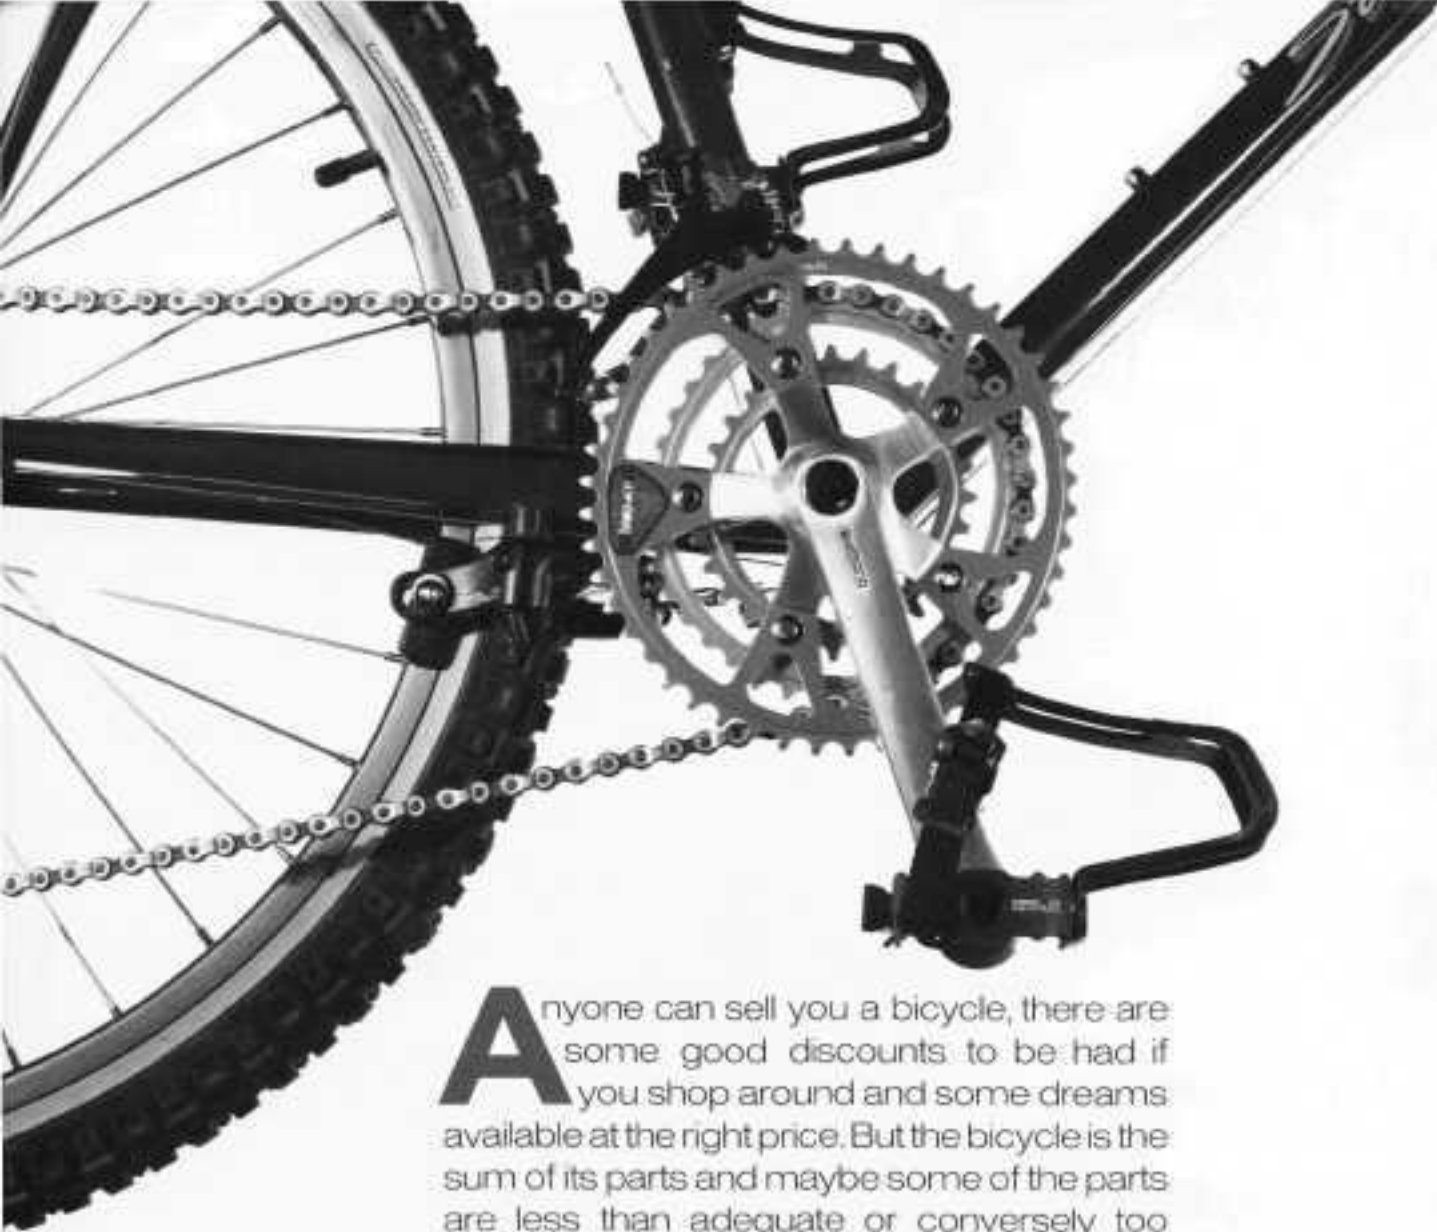 Anyone can sell you a bicycle, there are
some good discounts to be had if
you shop around and some dreams
available at the right price. But the bicycle is the
sum of its parts and maybe some of the parts
are less than adequate or conversely too